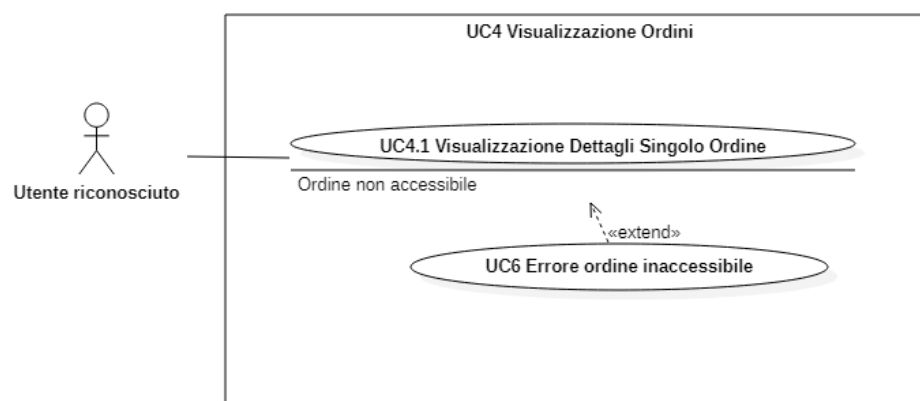 UC4 Visualizzazione Ordini
UC4.1 Visualizzazione Dettagli Singolo Ordine
Utente riconosciuto
Ordine non accessibile
«extend»
UC6 Errore ordine inaccessibile